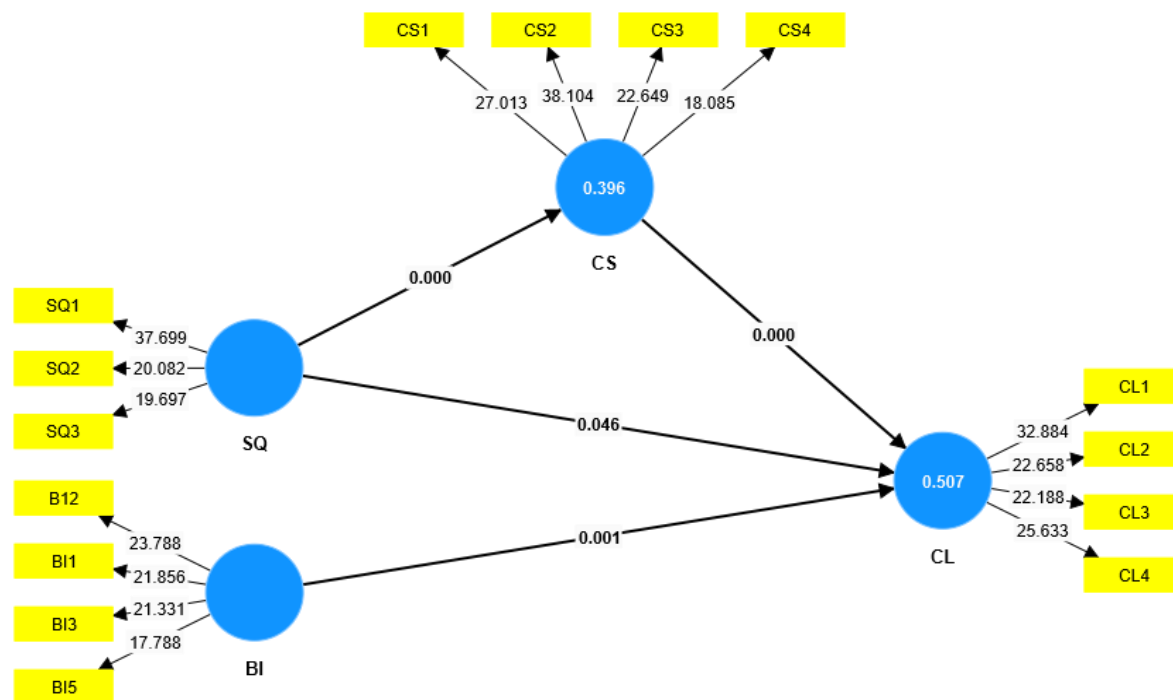 CS1 CS2 CS3 CS4
27.013 38.104 22.649 18.085
0.396
CS
0.000
0.000
SQ1
37.699
SQ2
20.082
SQ3
19.697
SQ
0.046
CL1
32.884
CL2
22.658
0.507
CL3
22.188
CL4
25.633
CL
B12
23.788
BI1
21.856
BI3
21.331
BI5
17.788
BI
0.001